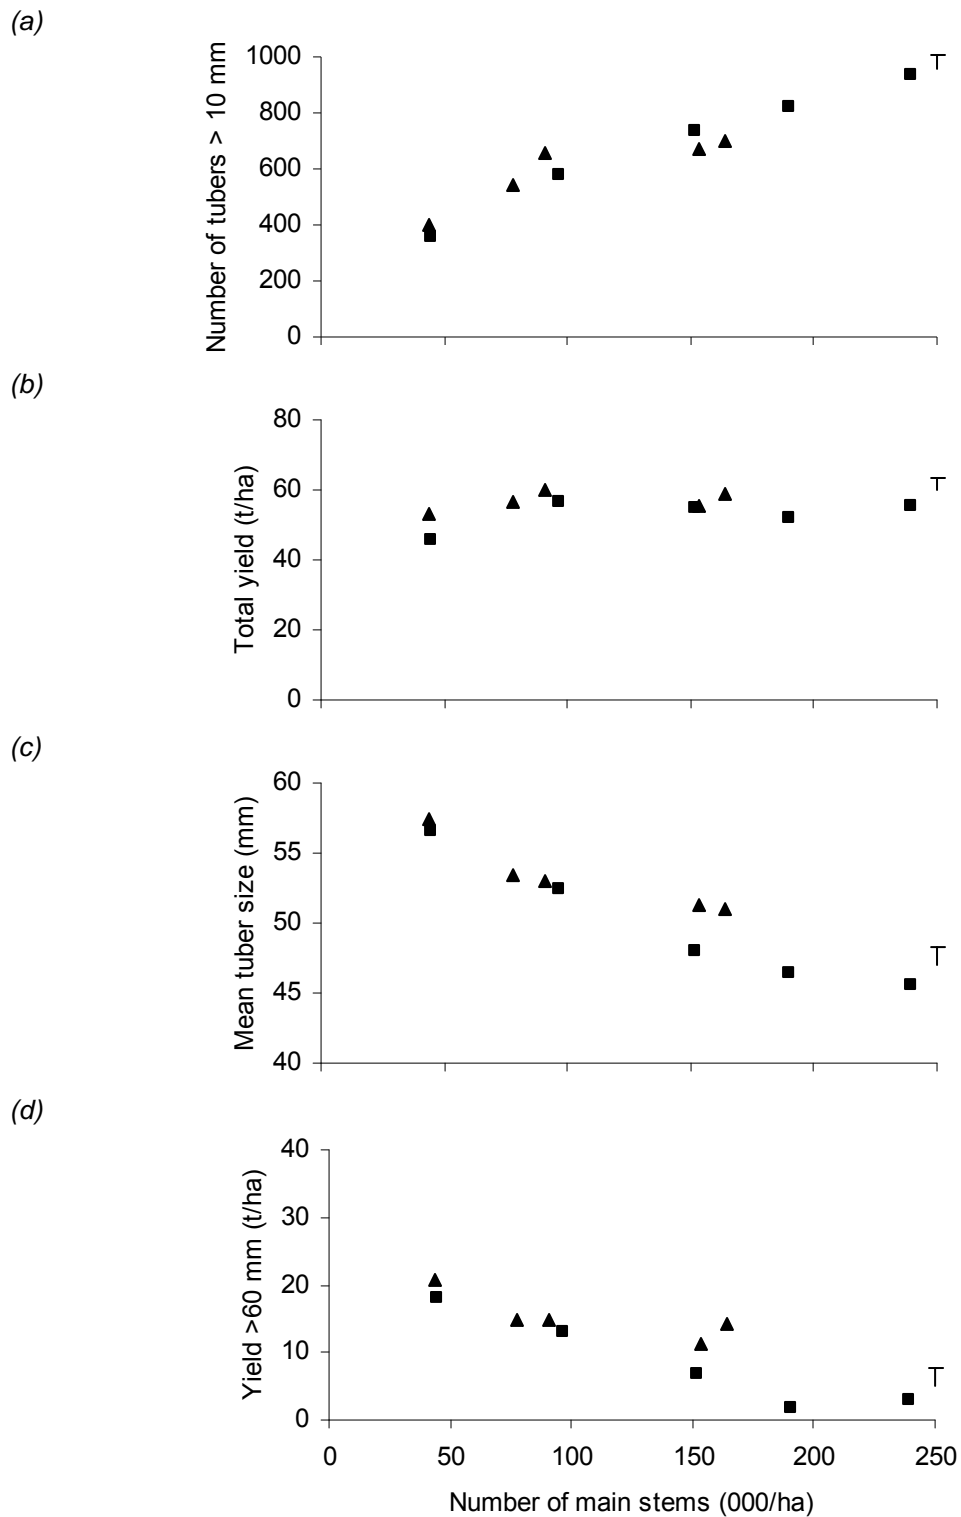 (a)
Number of tubers > 10 mm
1000
800
600
400
200
0
(b)
Total yield (t/ha)
80
60
40
20
0
(c)
Mean tuber size (mm)
60
55
50
45
40
(d)
Yield >60 mm (t/ha)
40
30
20
10
0
0 50 100 150 200 250
Number of main stems (000/ha)